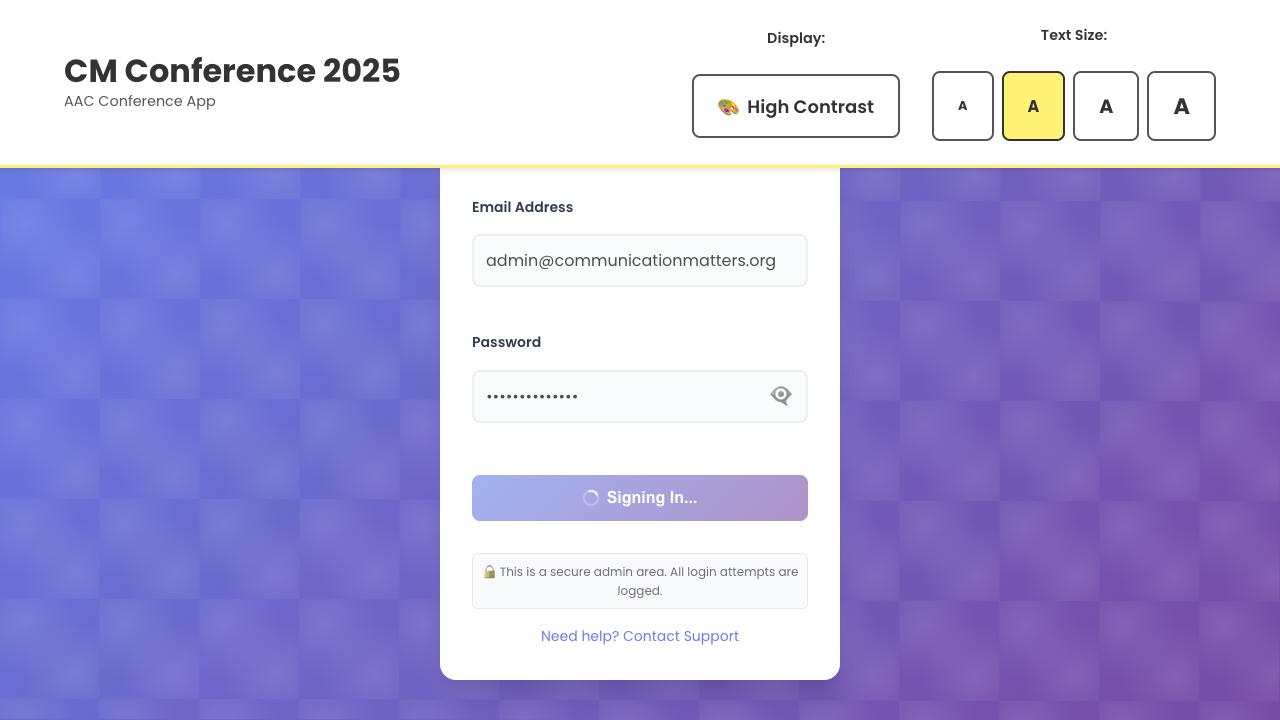 CM Conference 2025
AAC Conference App
Display:
🎨 High Contrast
Text Size:
A A A A
Email Address
admin@communicationmatters.org
Password
••••••••••••••
Signing In...
🔒 This is a secure admin area. All login attempts are
logged.
Need help? Contact Support